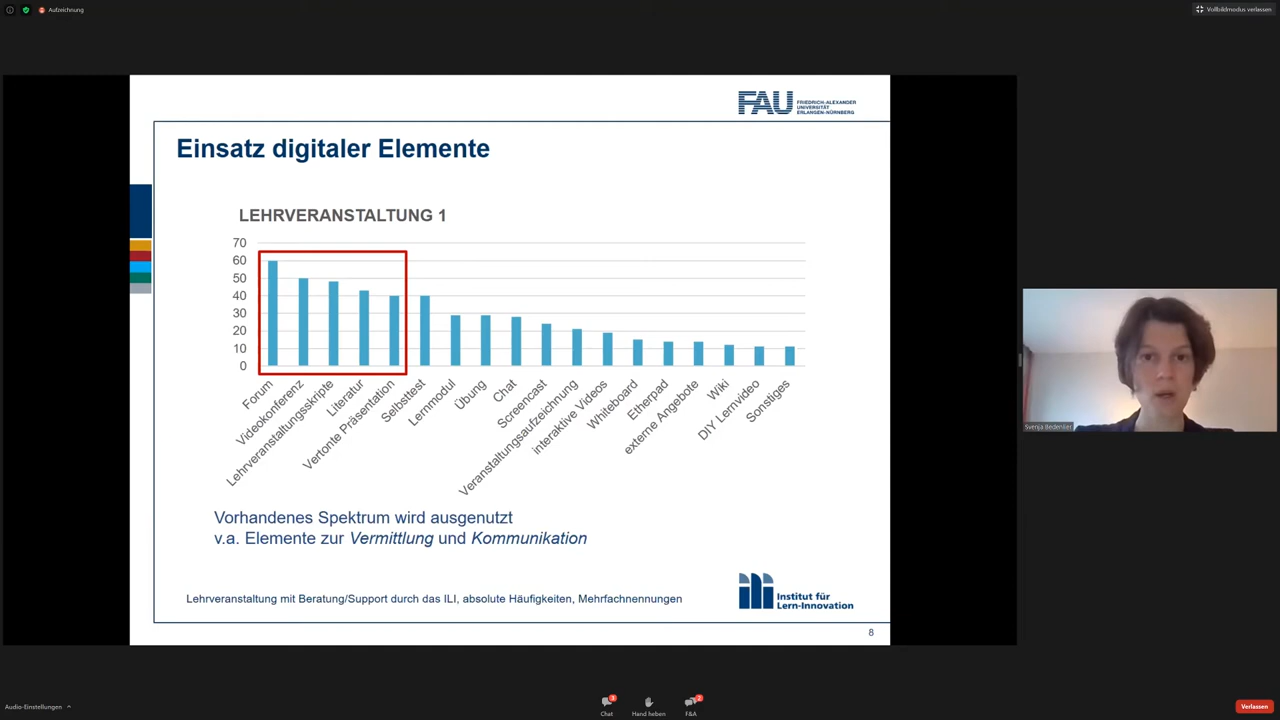 Aufzeichnung
Vollbildmodus verlassen
FAU
FRIEDRICH-ALEXANDER
UNIVERSITÄT
ERLANGEN-NÜRNBERG
Einsatz digitaler Elemente
LEHRVERANSTALTUNG 1
70
60
50
40
30
20
10
0
Forum
Videokonferenz
Lehrveranstaltungsskripte
Literatur
Vertonte Präsentation
Selbsttest
Lernmodul
Übung
Chat
Screencast
Veranstaltungsaufzeichnung
interaktive Videos
Whiteboard
Etherpad
externe Angebote
Wiki
DIY Lernvideo
Sonstiges
Vorhandenes Spektrum wird ausgenutzt
v.a. Elemente zur Vermittlung und Kommunikation
Lehrveranstaltung mit Beratung/Support durch das ILI, absolute Häufigkeiten, Mehrfachnennungen
Institut für
Lern-Innovation
8
Svenja Bedenlier
Audio-Einstellungen
3
Chat
Hand heben
2
F&A
Verlassen